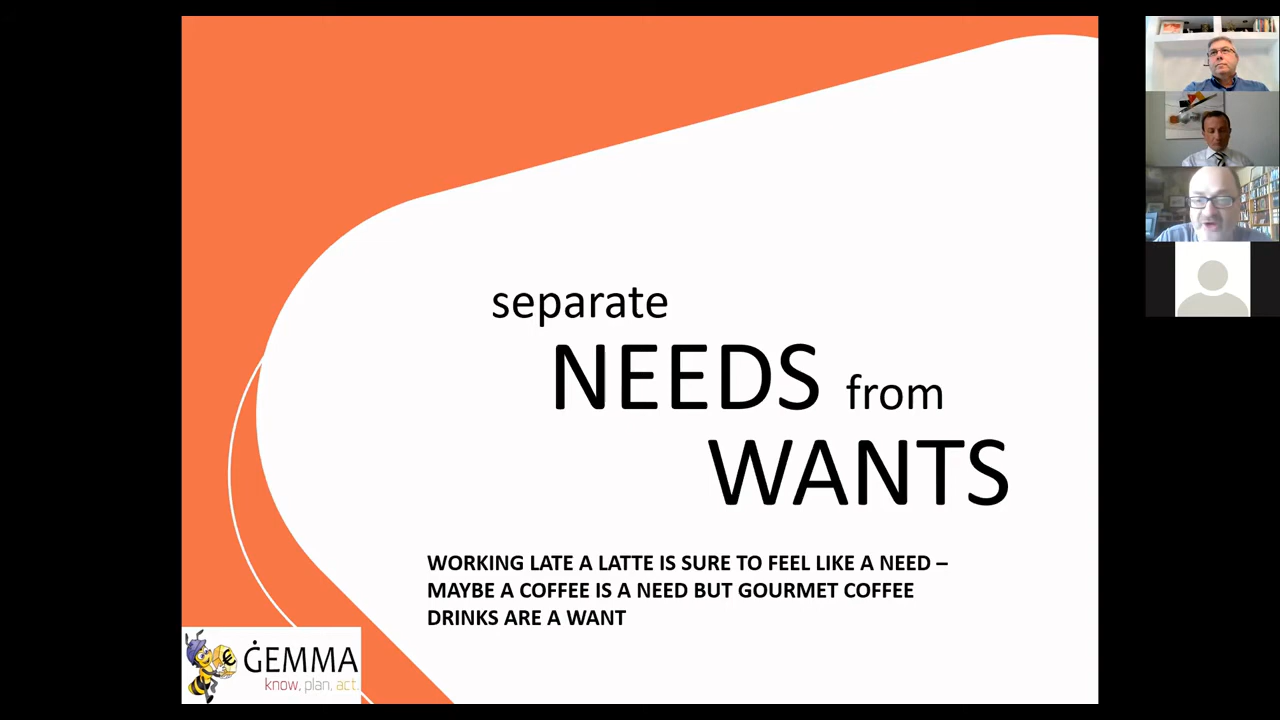 separate
NEEDS from
WANTS
WORKING LATE A LATTE IS SURE TO FEEL LIKE A NEED –
MAYBE A COFFEE IS A NEED BUT GOURMET COFFEE
DRINKS ARE A WANT
ĠEMMA
know, plan, act.